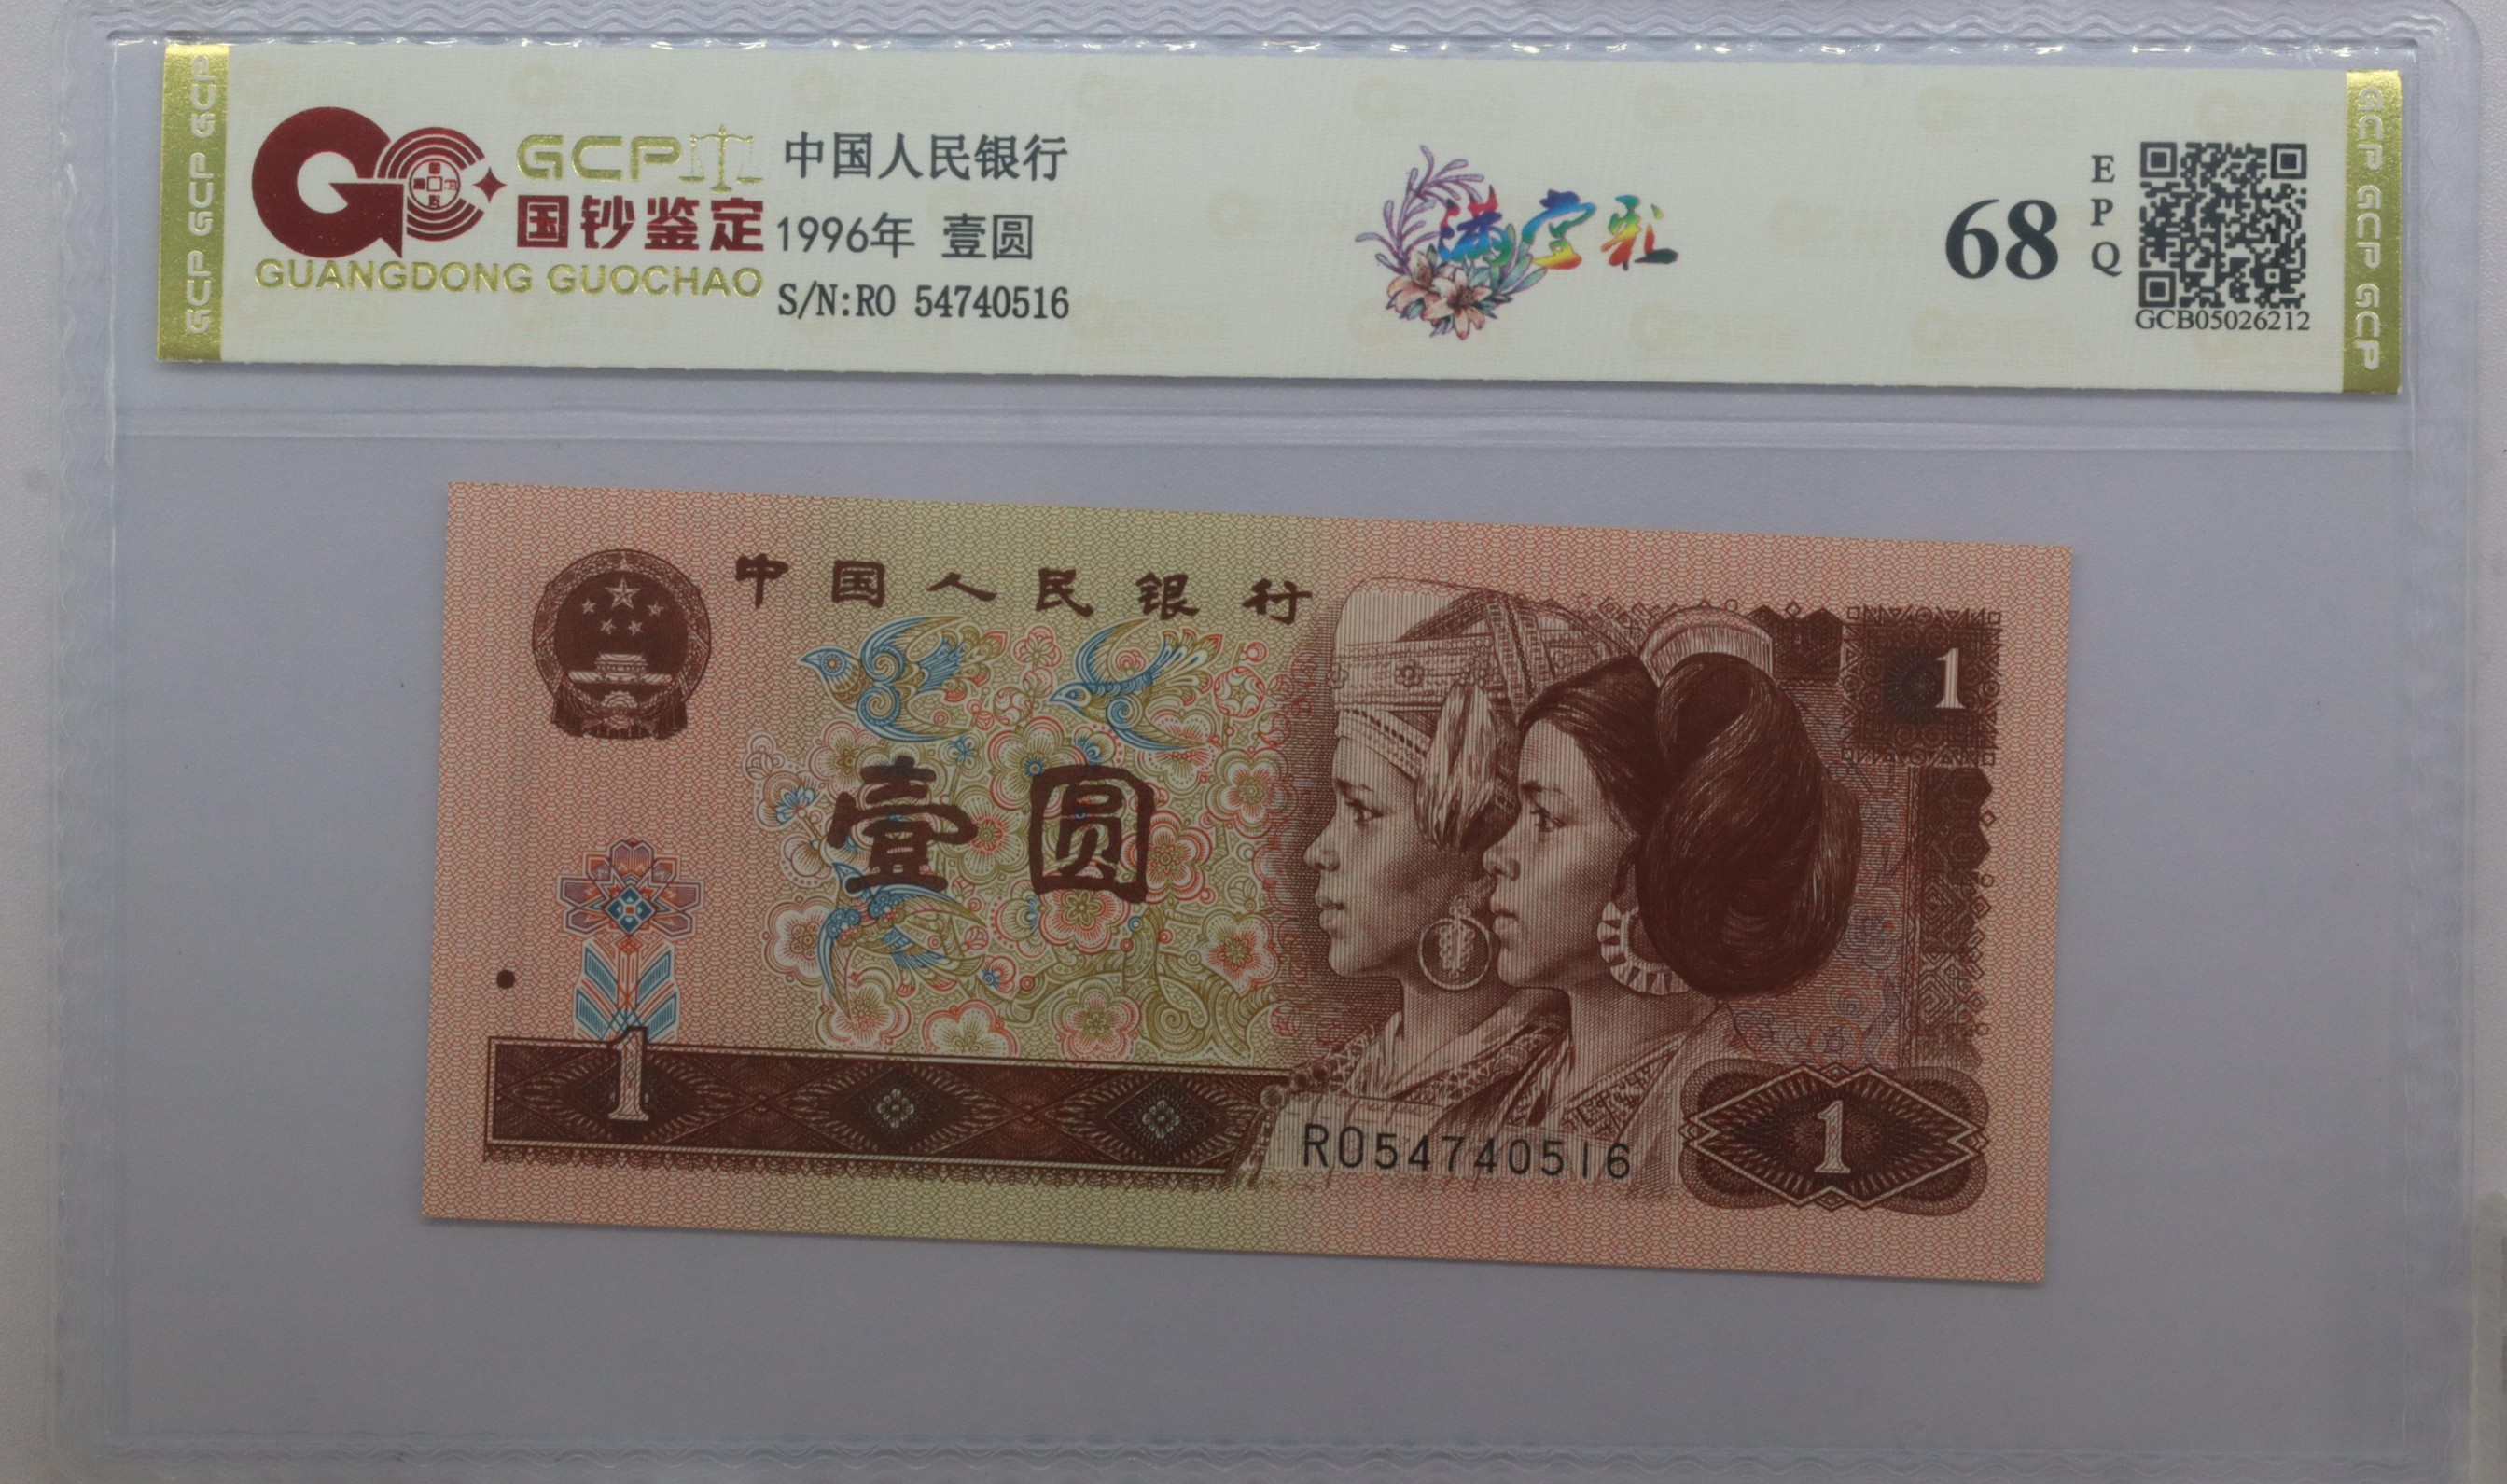 GCP GCP GCP
GCP
国钞鉴定
GUANGDONG GUOCHAO
中国人民银行
1996年 壹圆
S/N:RO 54740516
满堂彩
68
EPQ
GCB05026212
GCP GCP GCP
中国人民银行
1
壹圆
1
RO54740516
1